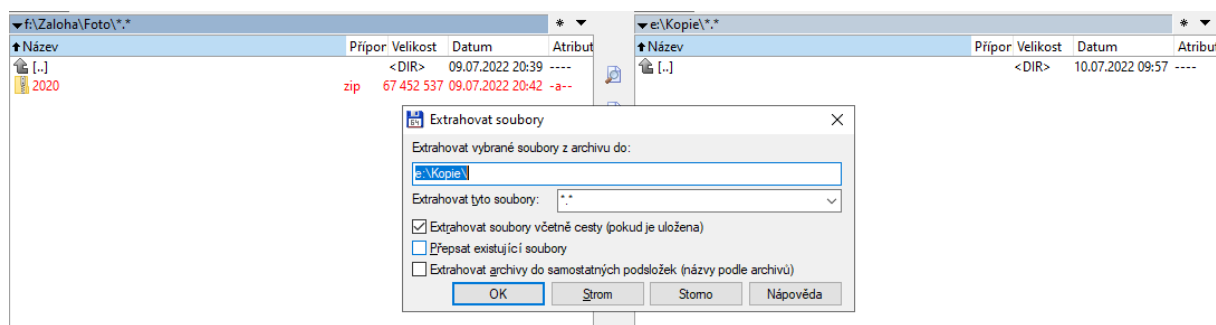 f:\Zaloha\Foto\*.* * e:\Kopie\*.* *
Název Přípor Velikost Datum Atribut Název Přípor Velikost Datum Atribu
[..] <DIR> 09.07.2022 20:39 ---- [..] <DIR> 10.07.2022 09:57 ----
2020 zip 67 452 537 09.07.2022 20:42 -a--
64 Extrahovat soubory
Extrahovat vybrané soubory z archivu do:
e:\Kopie\
Extrahovat tyto soubory: *.*
Extrahovat soubory včetně cesty (pokud je uložena)
Přepsat existující soubory
Extrahovat archivy do samostatných podsložek (názvy podle archivů)
OK Strom Storno Nápověda